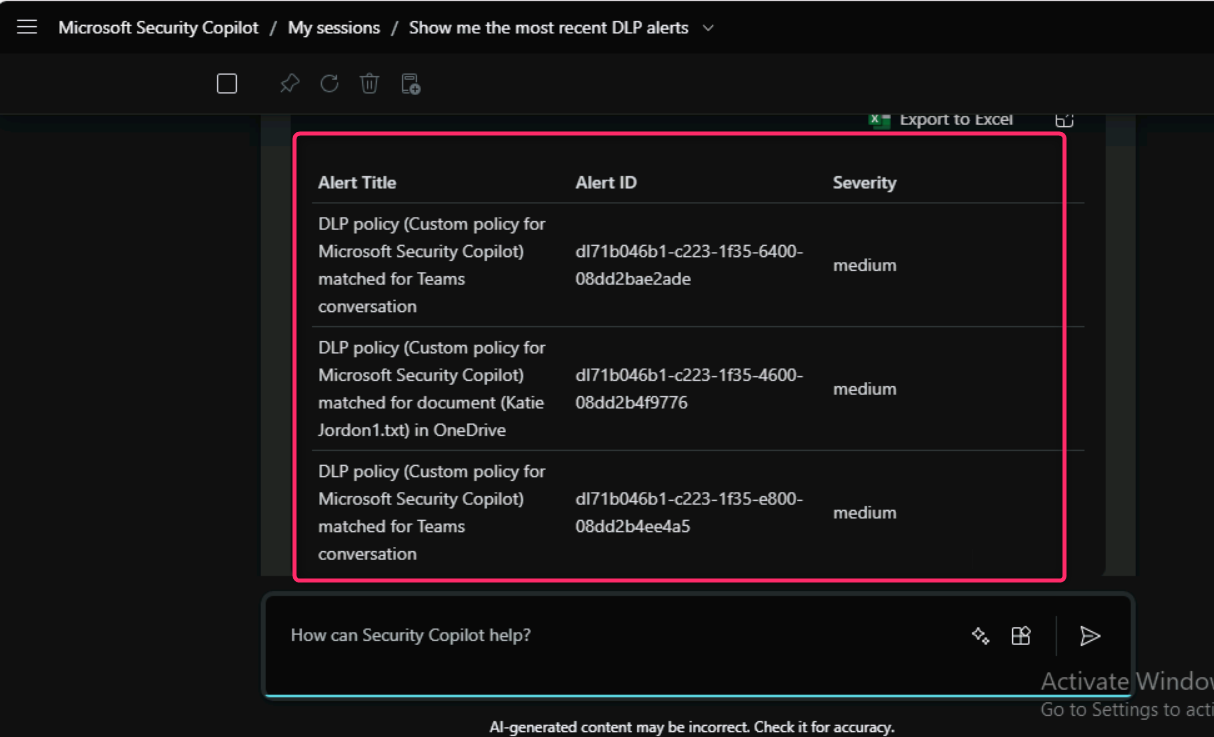 Microsoft Security Copilot / My sessions / Show me the most recent DLP alerts
Export to Excel
Alert Title Alert ID Severity
DLP policy (Custom policy for
Microsoft Security Copilot)
matched for Teams
conversation
dl71b046b1-c223-1f35-6400-
08dd2bae2ade
medium
DLP policy (Custom policy for
Microsoft Security Copilot)
matched for document (Katie
Jordon1.txt) in OneDrive
dl71b046b1-c223-1f35-4600-
08dd2b4f9776
medium
DLP policy (Custom policy for
Microsoft Security Copilot)
matched for Teams
conversation
dl71b046b1-c223-1f35-e800-
08dd2b4ee4a5
medium
How can Security Copilot help?
Activate Window
Go to Settings to acti
AI-generated content may be incorrect. Check it for accuracy.